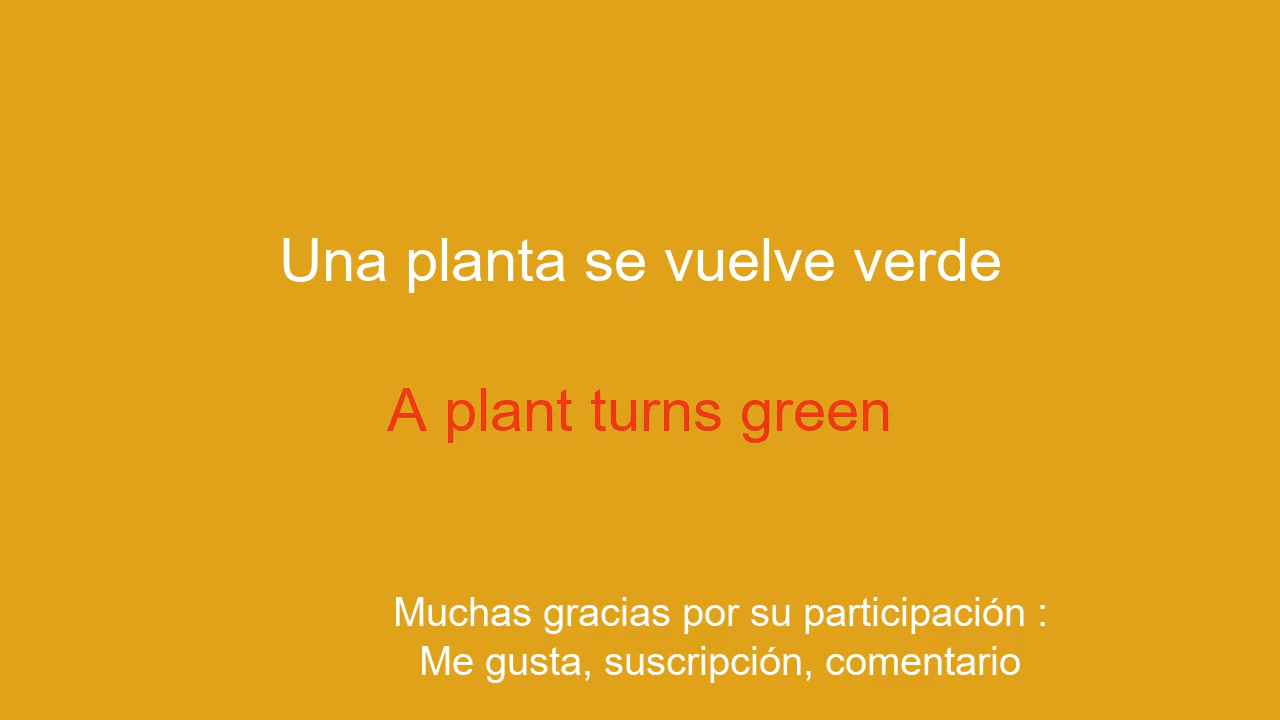 Una planta se vuelve verde
A plant turns green
Muchas gracias por su participación :
Me gusta, suscripción, comentario